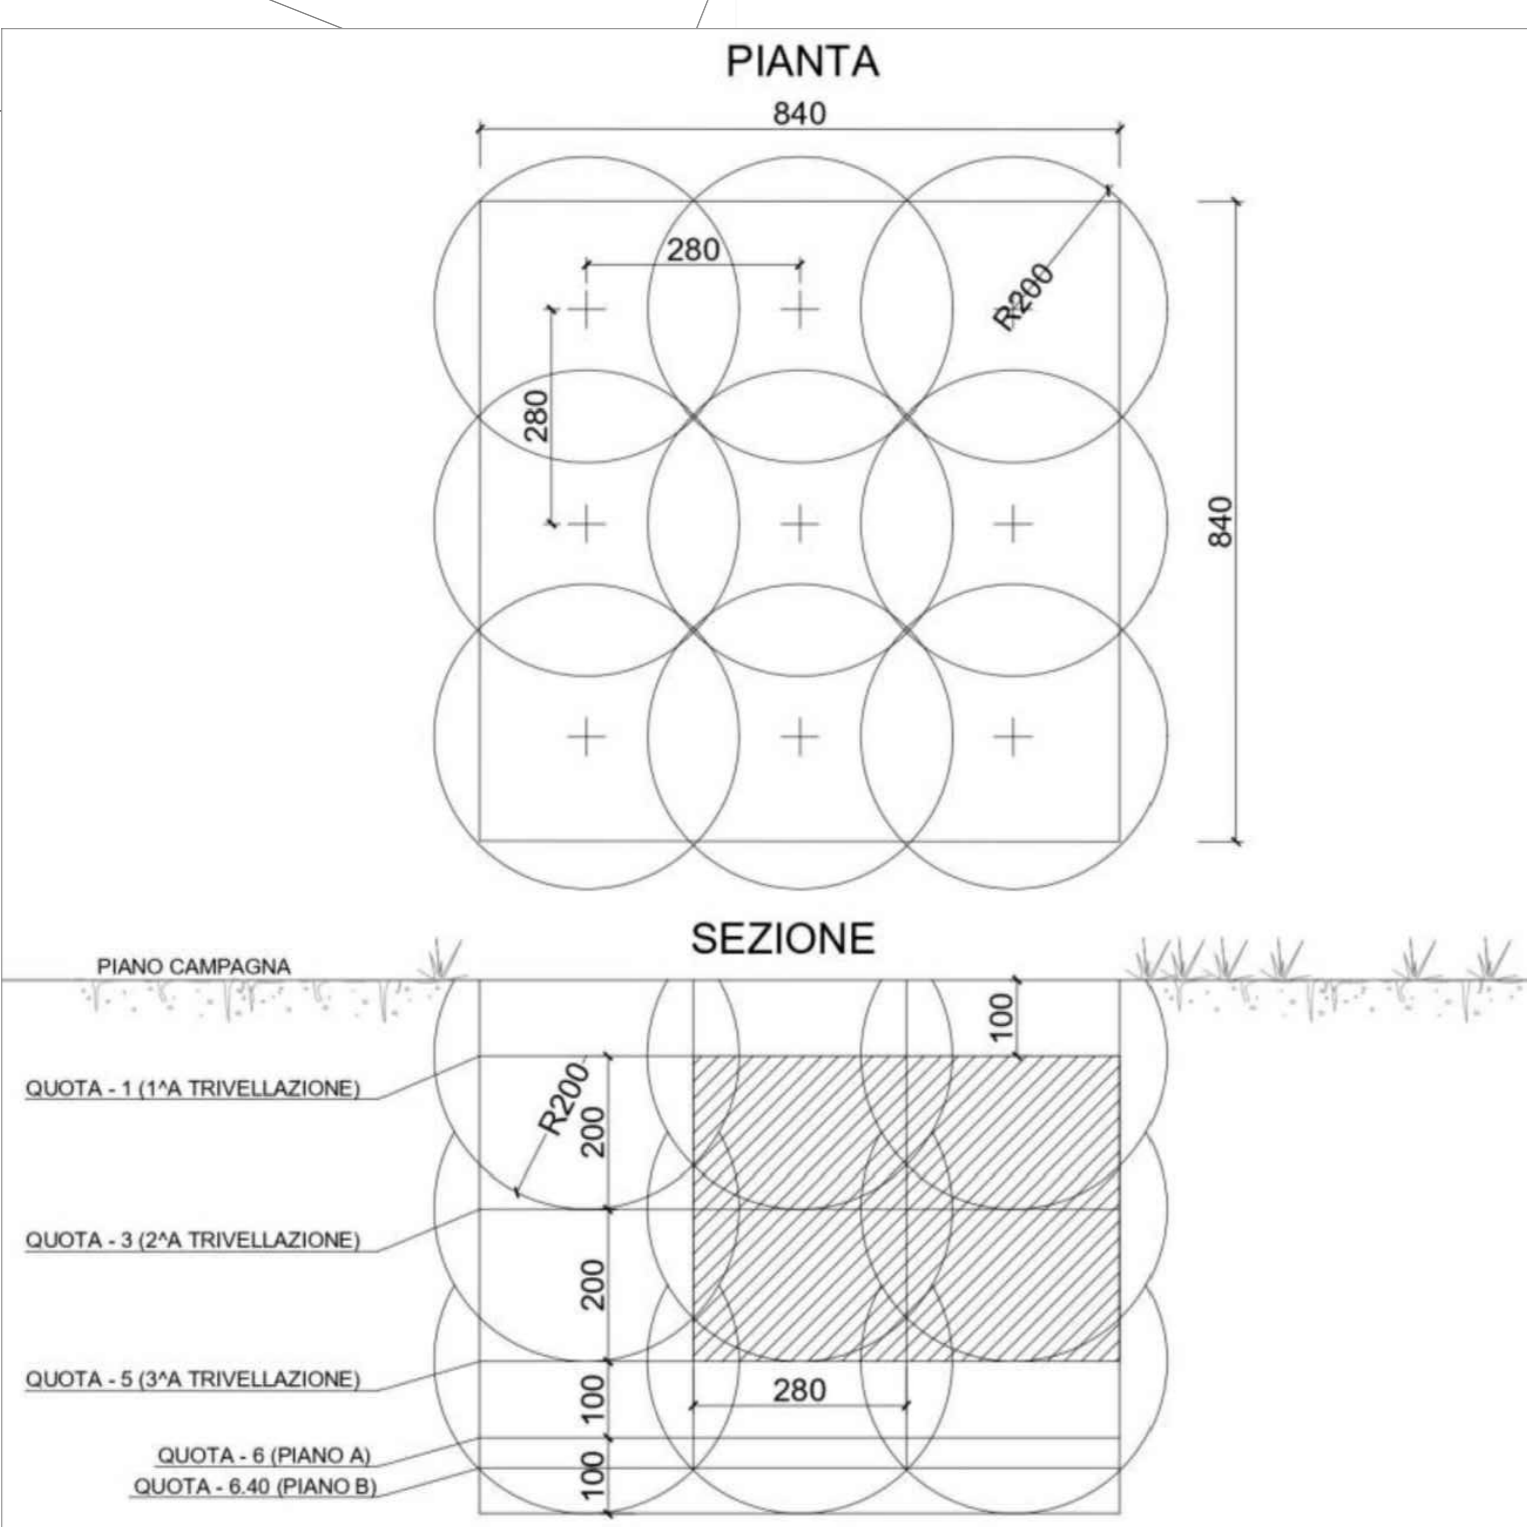 PIANTA
840
280
R200
280
840
SEZIONE
PIANO CAMPAGNA
100
QUOTA - 1 (1^A TRIVELLAZIONE)
R200
200
QUOTA - 3 (2^A TRIVELLAZIONE)
200
QUOTA - 5 (3^A TRIVELLAZIONE)
280
100
QUOTA - 6 (PIANO A)
100
QUOTA - 6.40 (PIANO B)